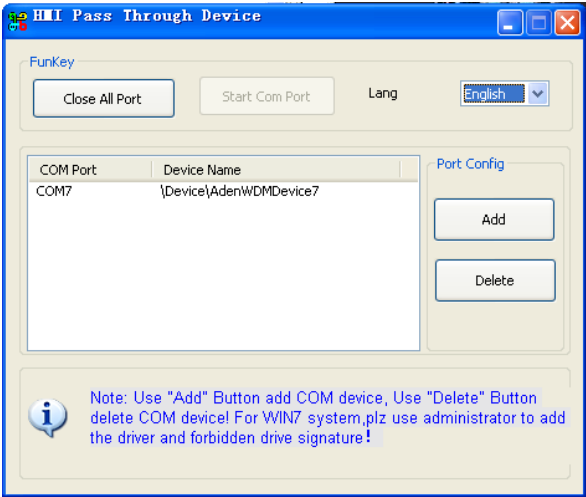 HMI Pass Through Device
FunKey
Close All Port
Start Com Port
Lang
English
COM Port Device Name
COM7 \Device\AdenWDMDevice7
Port Config
Add
Delete
Note: Use "Add" Button add COM device, Use "Delete" Button
delete COM device! For WIN7 system,plz use administrator to add
the driver and forbidden drive signature!